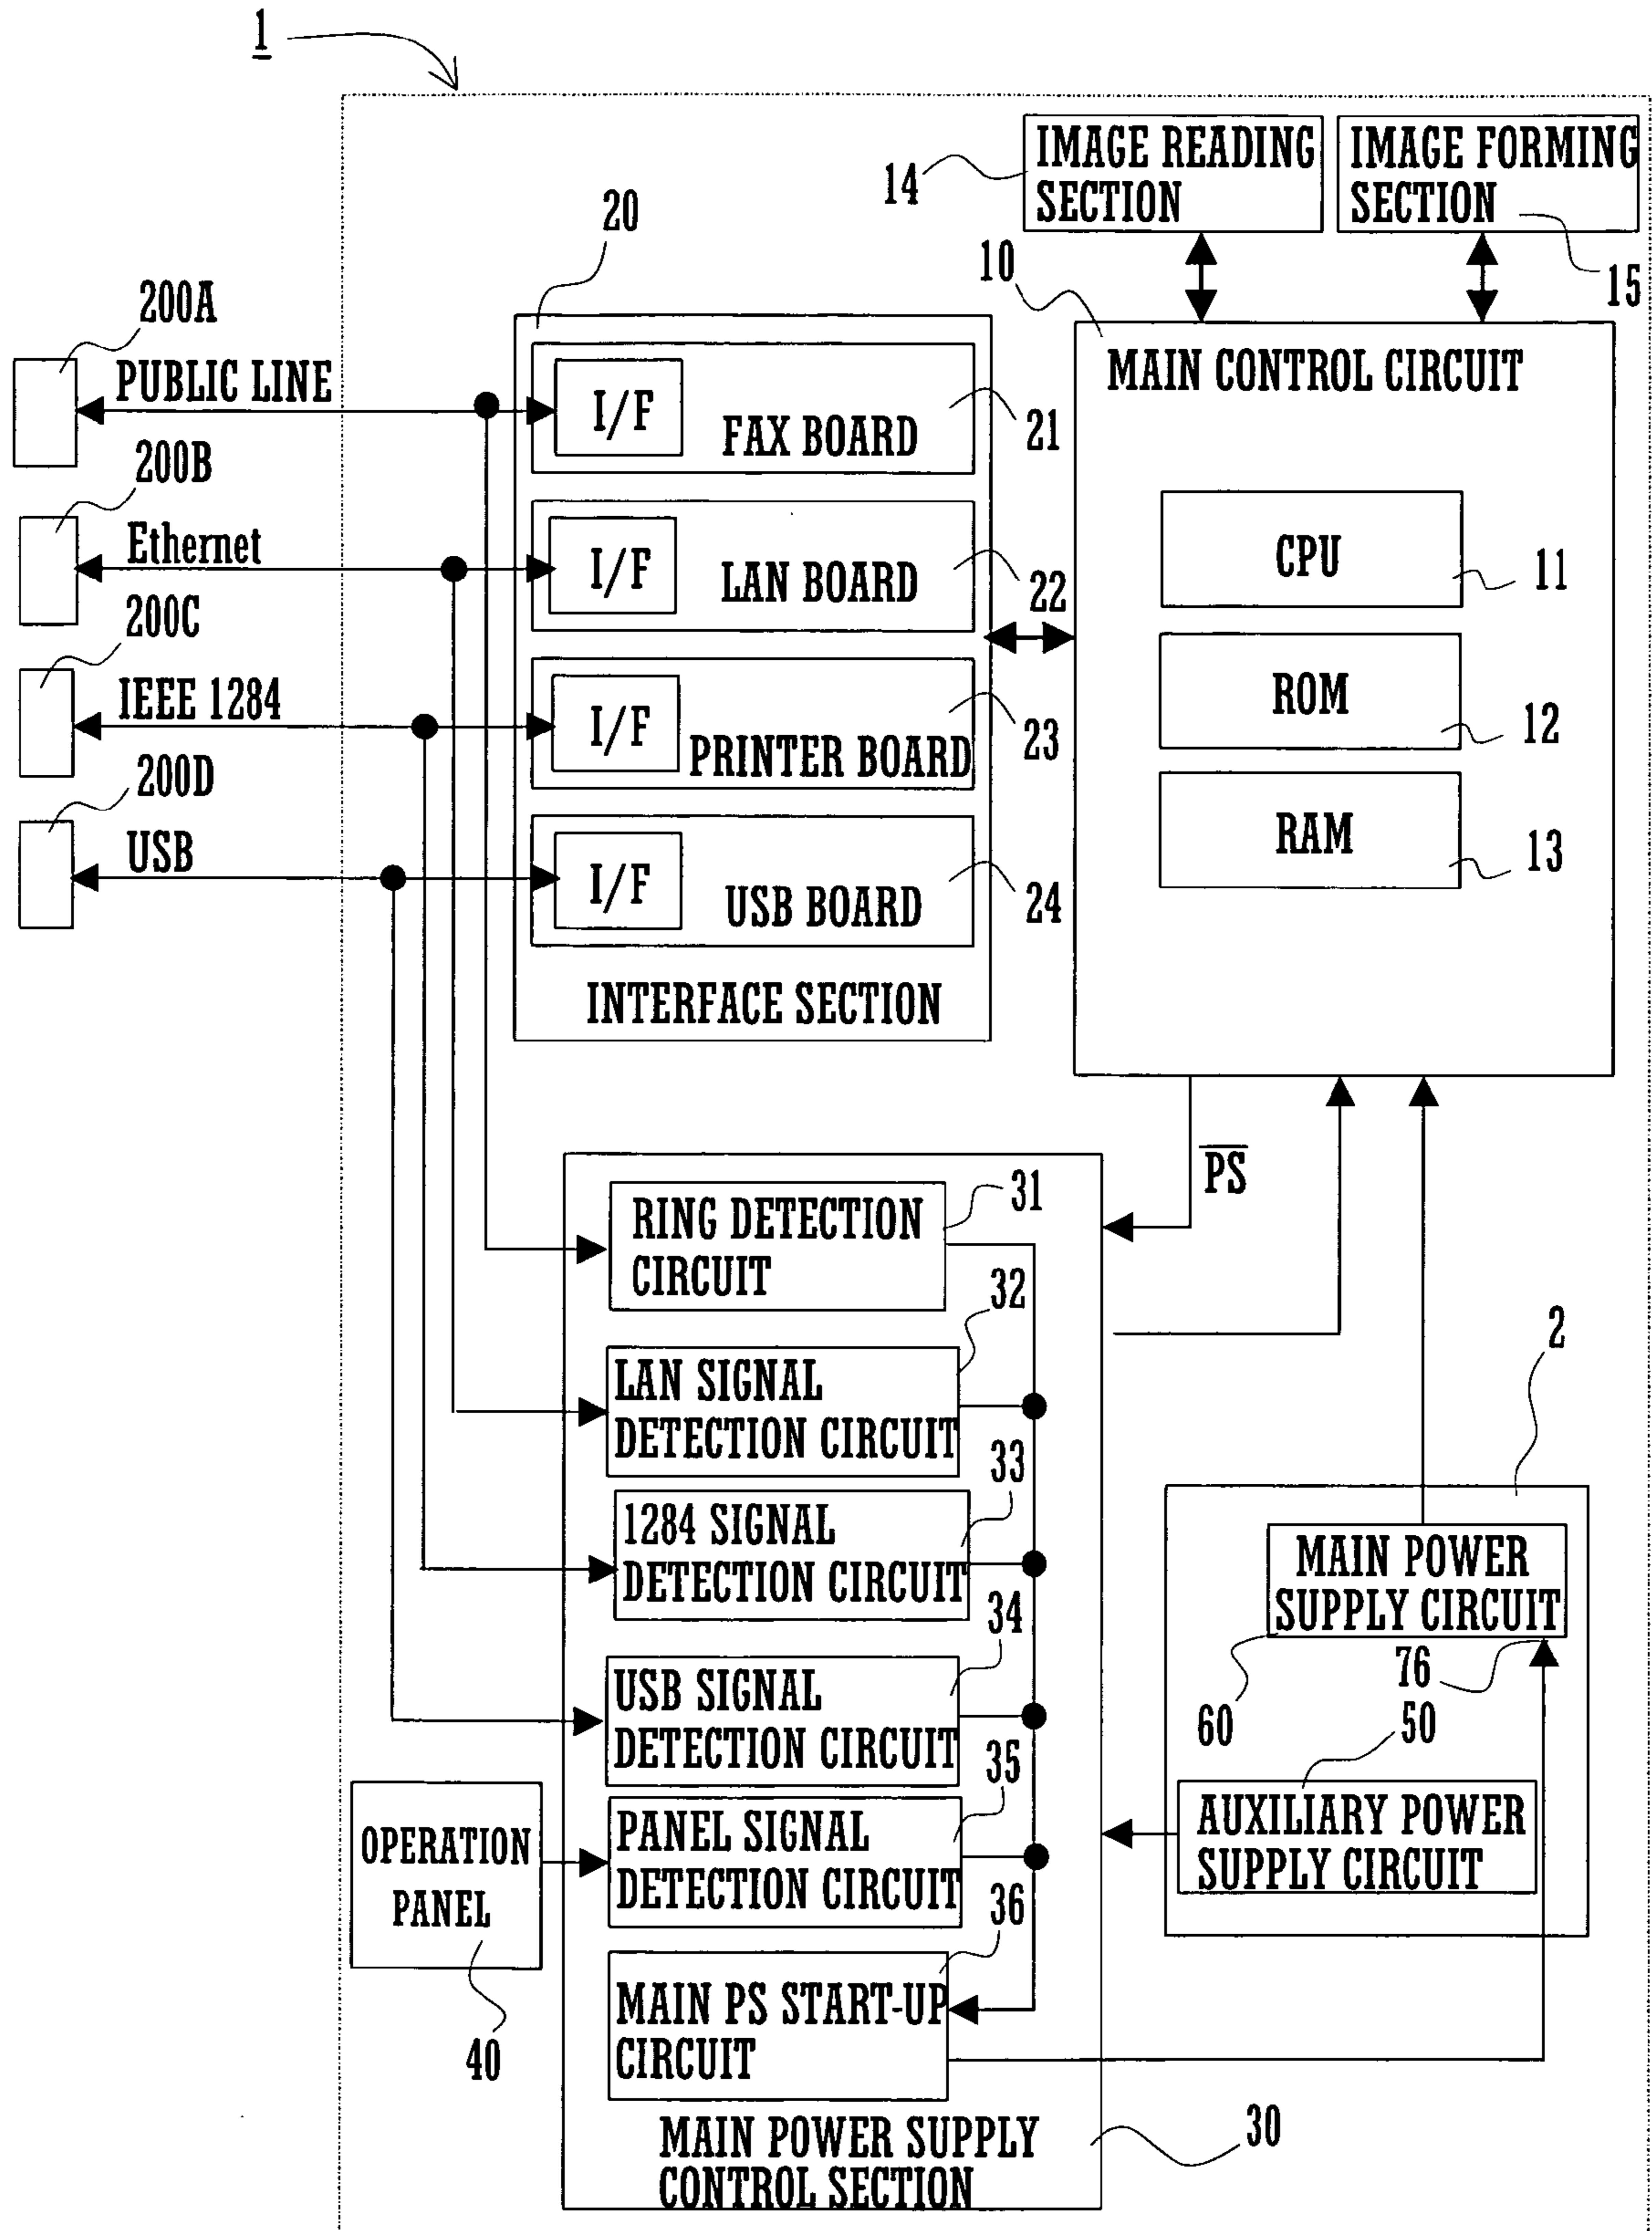 1
IMAGE READING
SECTION
14
IMAGE FORMING
SECTION
15
20
10
200A
PUBLIC LINE
I/F
FAX BOARD
21
MAIN CONTROL CIRCUIT
200B
Ethernet
I/F
LAN BOARD
22
CPU
11
200C
IEEE 1284
I/F
PRINTER BOARD
23
ROM
12
200D
USB
I/F
USB BOARD
24
RAM
13
INTERFACE SECTION
PS
RING DETECTION
CIRCUIT
31
LAN SIGNAL
DETECTION CIRCUIT
32
1284 SIGNAL
DETECTION CIRCUIT
33
USB SIGNAL
DETECTION CIRCUIT
34
OPERATION
PANEL
40
PANEL SIGNAL
DETECTION CIRCUIT
35
MAIN PS START-UP
CIRCUIT
36
MAIN POWER SUPPLY
CONTROL SECTION
30
2
MAIN POWER
SUPPLY CIRCUIT
76
60
50
AUXILIARY POWER
SUPPLY CIRCUIT